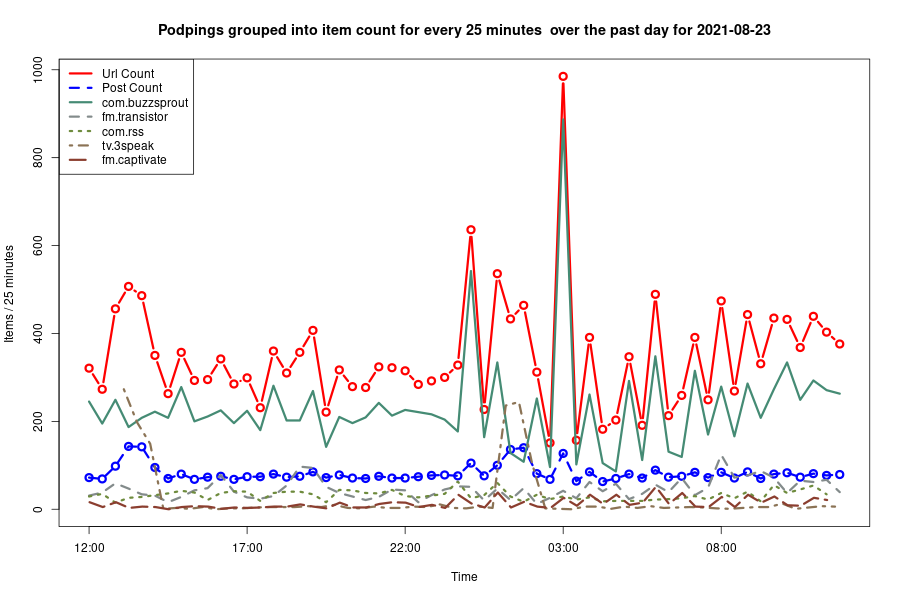 Podpings grouped into item count for every 25 minutes  over the past day for 2021-08-23
Url Count
Post Count
com.buzzsprout
fm.transistor
com.rss
tv.3speak
fm.captivate
Items / 25 minutes
1000
800
600
400
200
0
12:00
17:00
22:00
03:00
08:00
Time